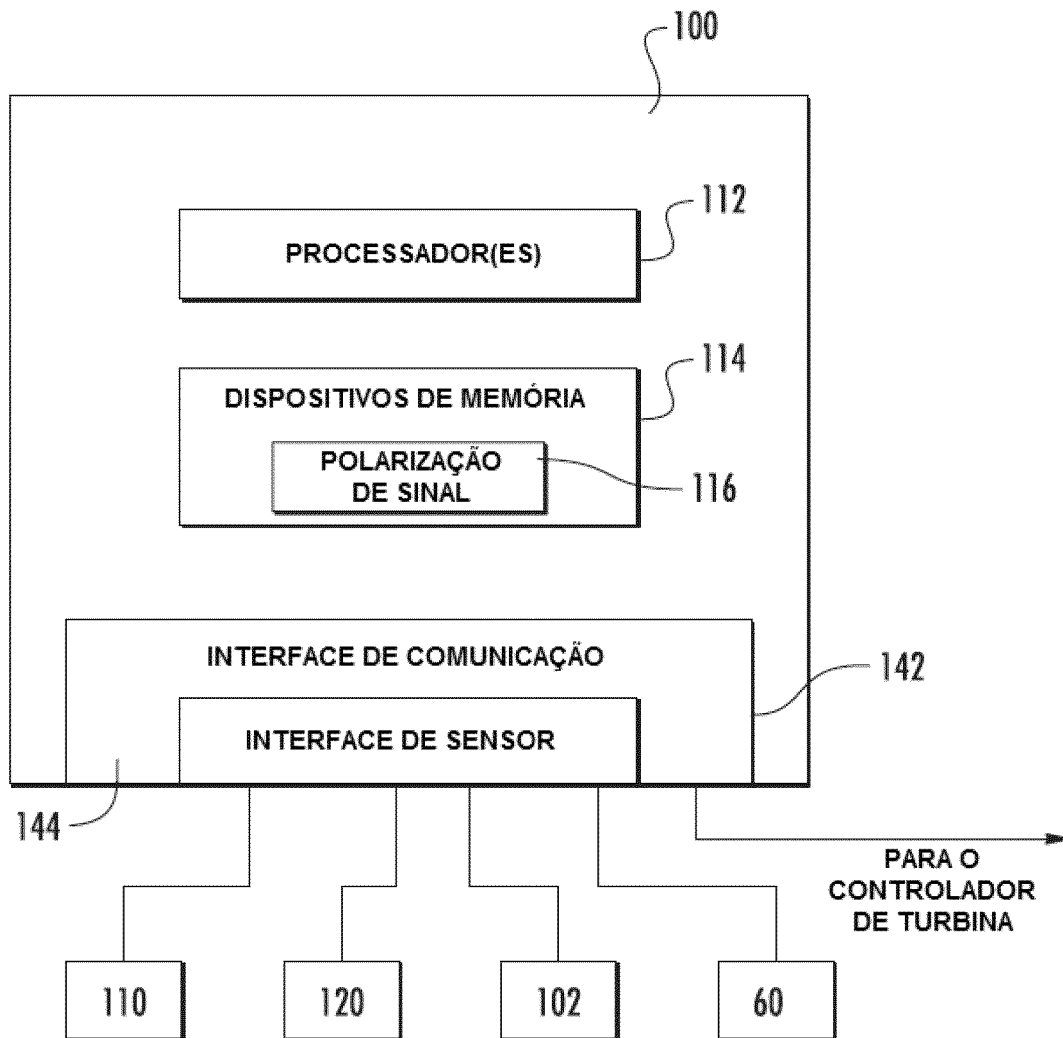 100
112
PROCESSADOR(ES)
114
DISPOSITIVOS DE MEMÓRIA
POLARIZAÇÃO
DE SINAL
116
INTERFACE DE COMUNICAÇÃO
142
INTERFACE DE SENSOR
144
PARA O
CONTROLADOR
DE TURBINA
110
120
102
60